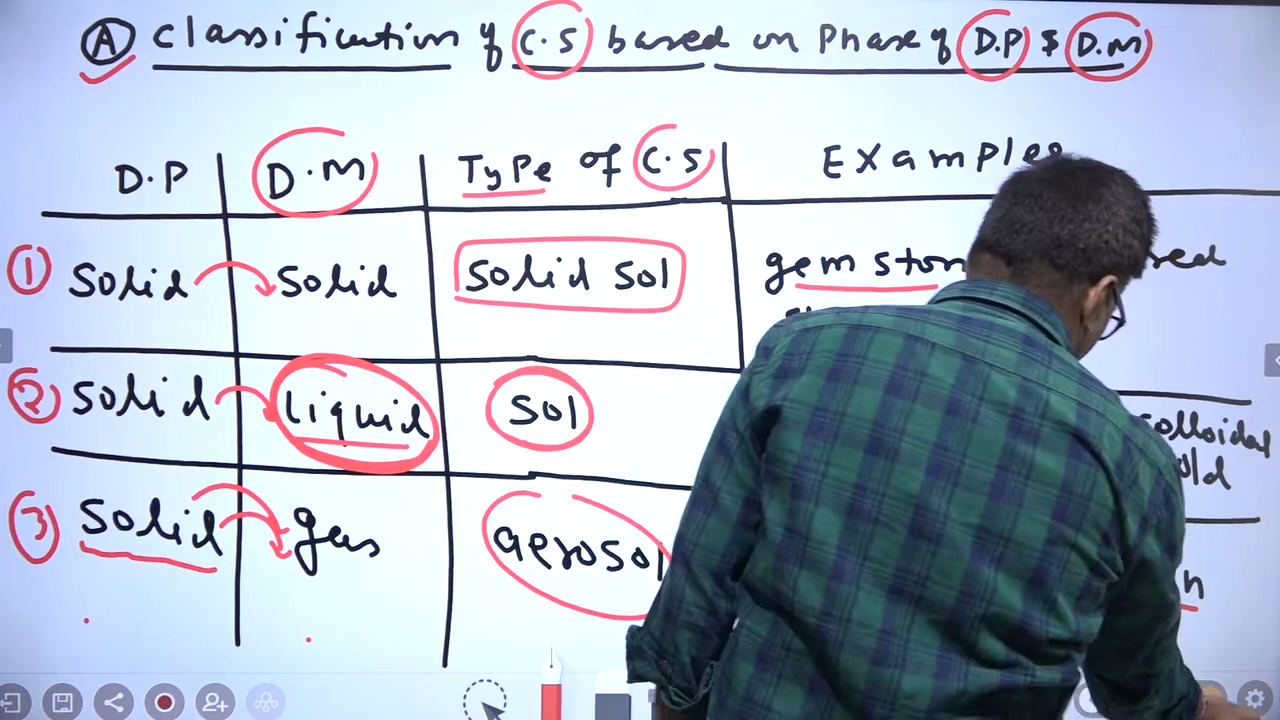 A Classification of C.S based on Phase of D.P & D.M
D.P D.M Type of C.S Examples
1 Solid Solid Solid Sol gem ston
2 Solid Liquid Sol colloidal
3 Solid gas aerosol